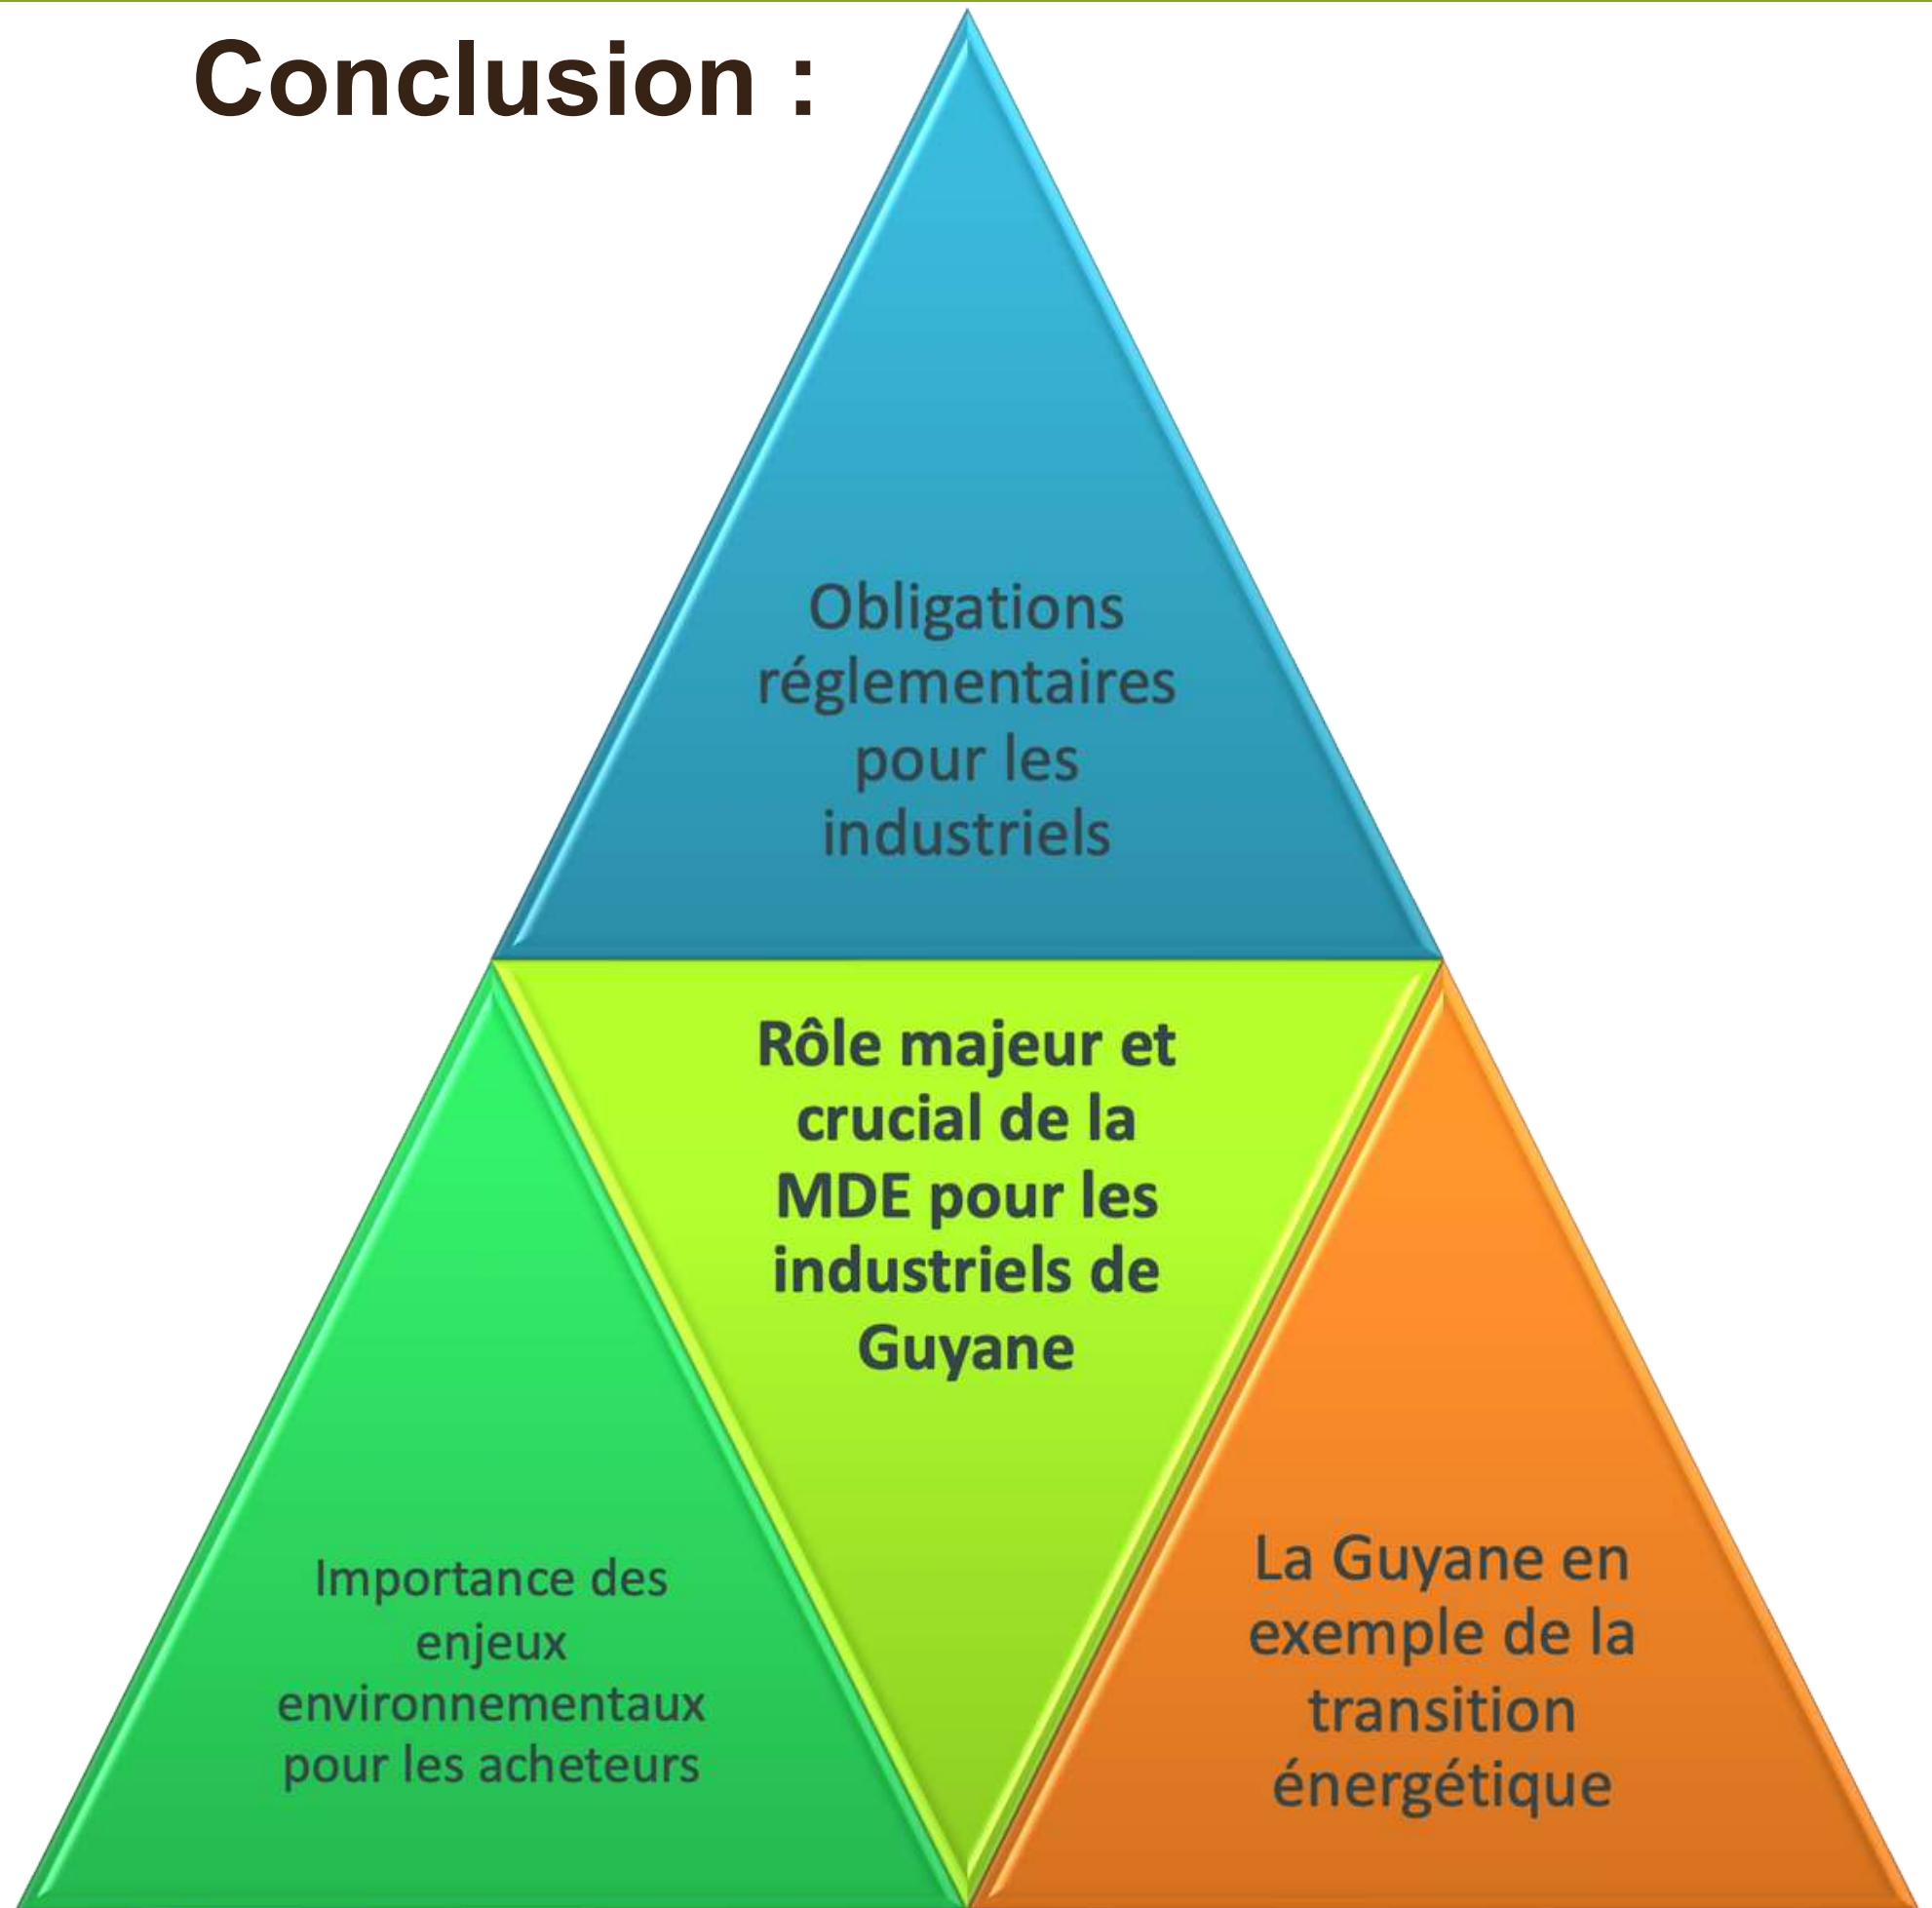 Conclusion :
Obligations
réglementaires
pour les
industriels
Rôle majeur et
crucial de la
MDE pour les
industriels de
Guyane
Importance des
enjeux
environnementaux
pour les acheteurs
La Guyane en
exemple de la
transition
énergétique